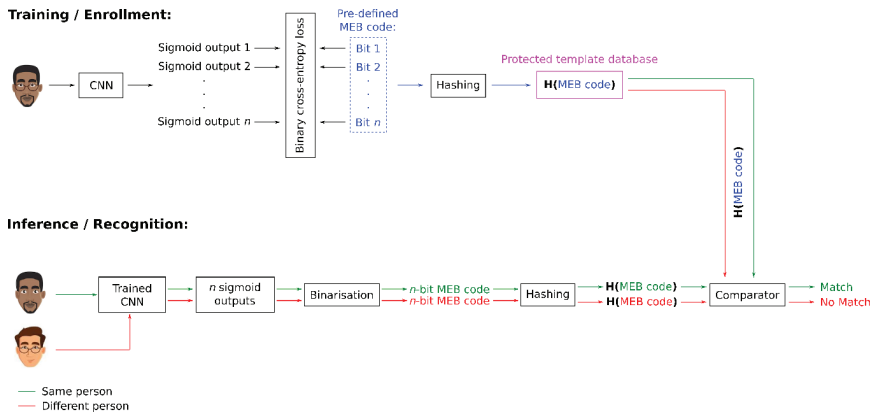 Training / Enrollment:
Pre-defined
MEB code:
Sigmoid output 1
Sigmoid output 2
.
.
.
Sigmoid output n
CNN
Binary cross-entropy loss
Bit 1
Bit 2
.
.
.
Bit n
Hashing
Protected template database
H(MEB code)
H(MEB code)
Inference / Recognition:
Trained
CNN
n sigmoid
outputs
Binarisation
n-bit MEB code
n-bit MEB code
Hashing
H(MEB code)
H(MEB code)
Comparator
Match
No Match
Same person
Different person